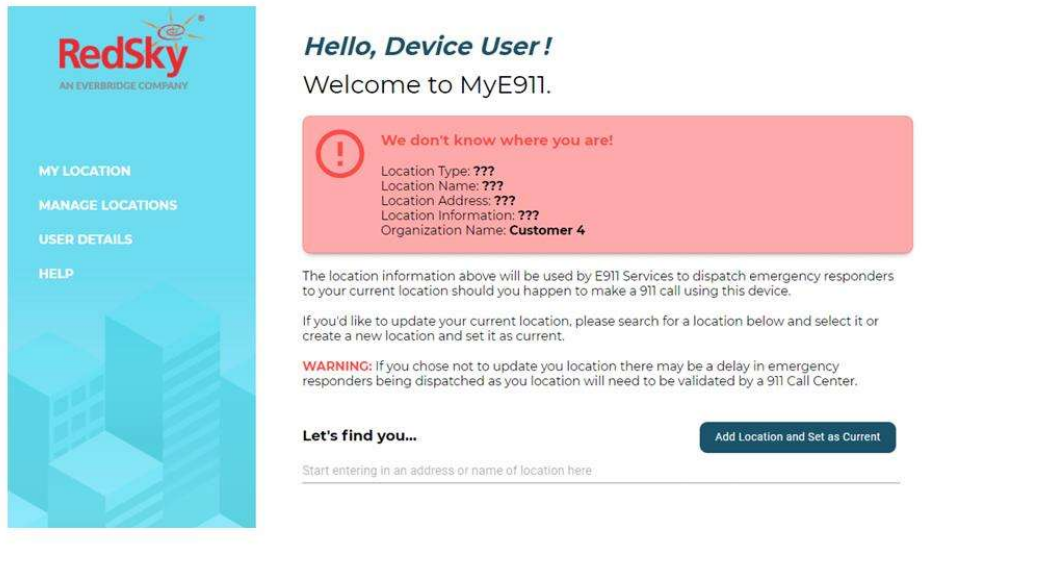 RedSky®
AN EVERBRIDGE COMPANY
MY LOCATION
MANAGE LOCATIONS
USER DETAILS
HELP
Hello, Device User!
Welcome to MyE911.
We don't know where you are!
Location Type: ???
Location Name: ???
Location Address: ???
Location Information: ???
Organization Name: Customer 4
The location information above will be used by E911 Services to dispatch emergency responders
to your current location should you happen to make a 911 call using this device.
If you'd like to update your current location, please search for a location below and select it or
create a new location and set it as current.
WARNING: If you chose not to update you location there may be a delay in emergency
responders being dispatched as you location will need to be validated by a 911 Call Center.
Let's find you...
Add Location and Set as Current
Start entering in an address or name of location here